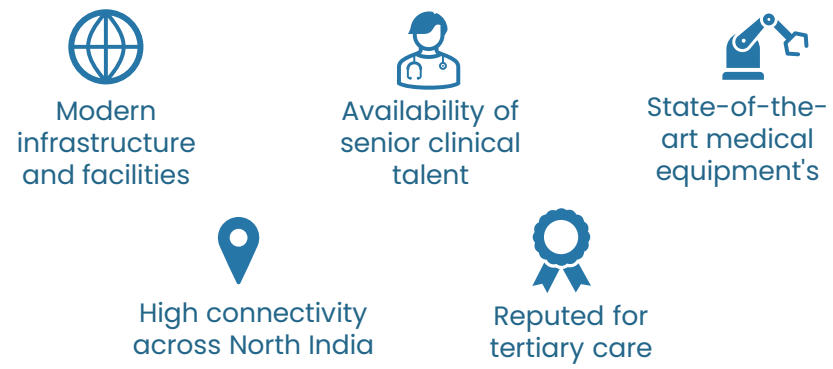 Modern
infrastructure
and facilities
Availability of
senior clinical
talent
State-of-the-
art medical
equipment's
High connectivity
across North India
Reputed for
tertiary care